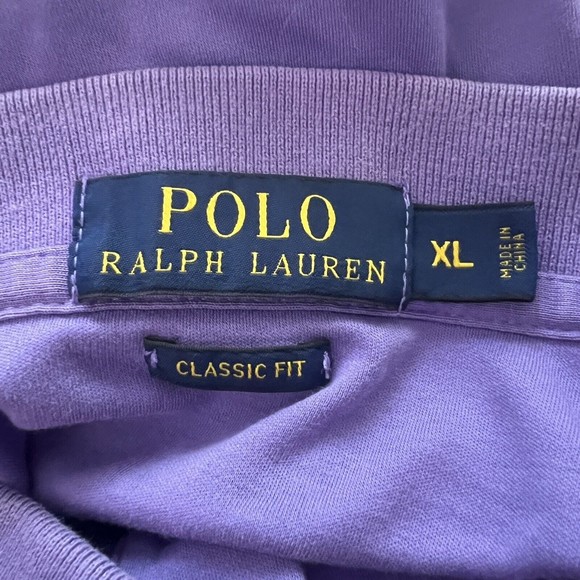 POLO
RALPH LAUREN
XL
MADE IN
CHINA
CLASSIC FIT